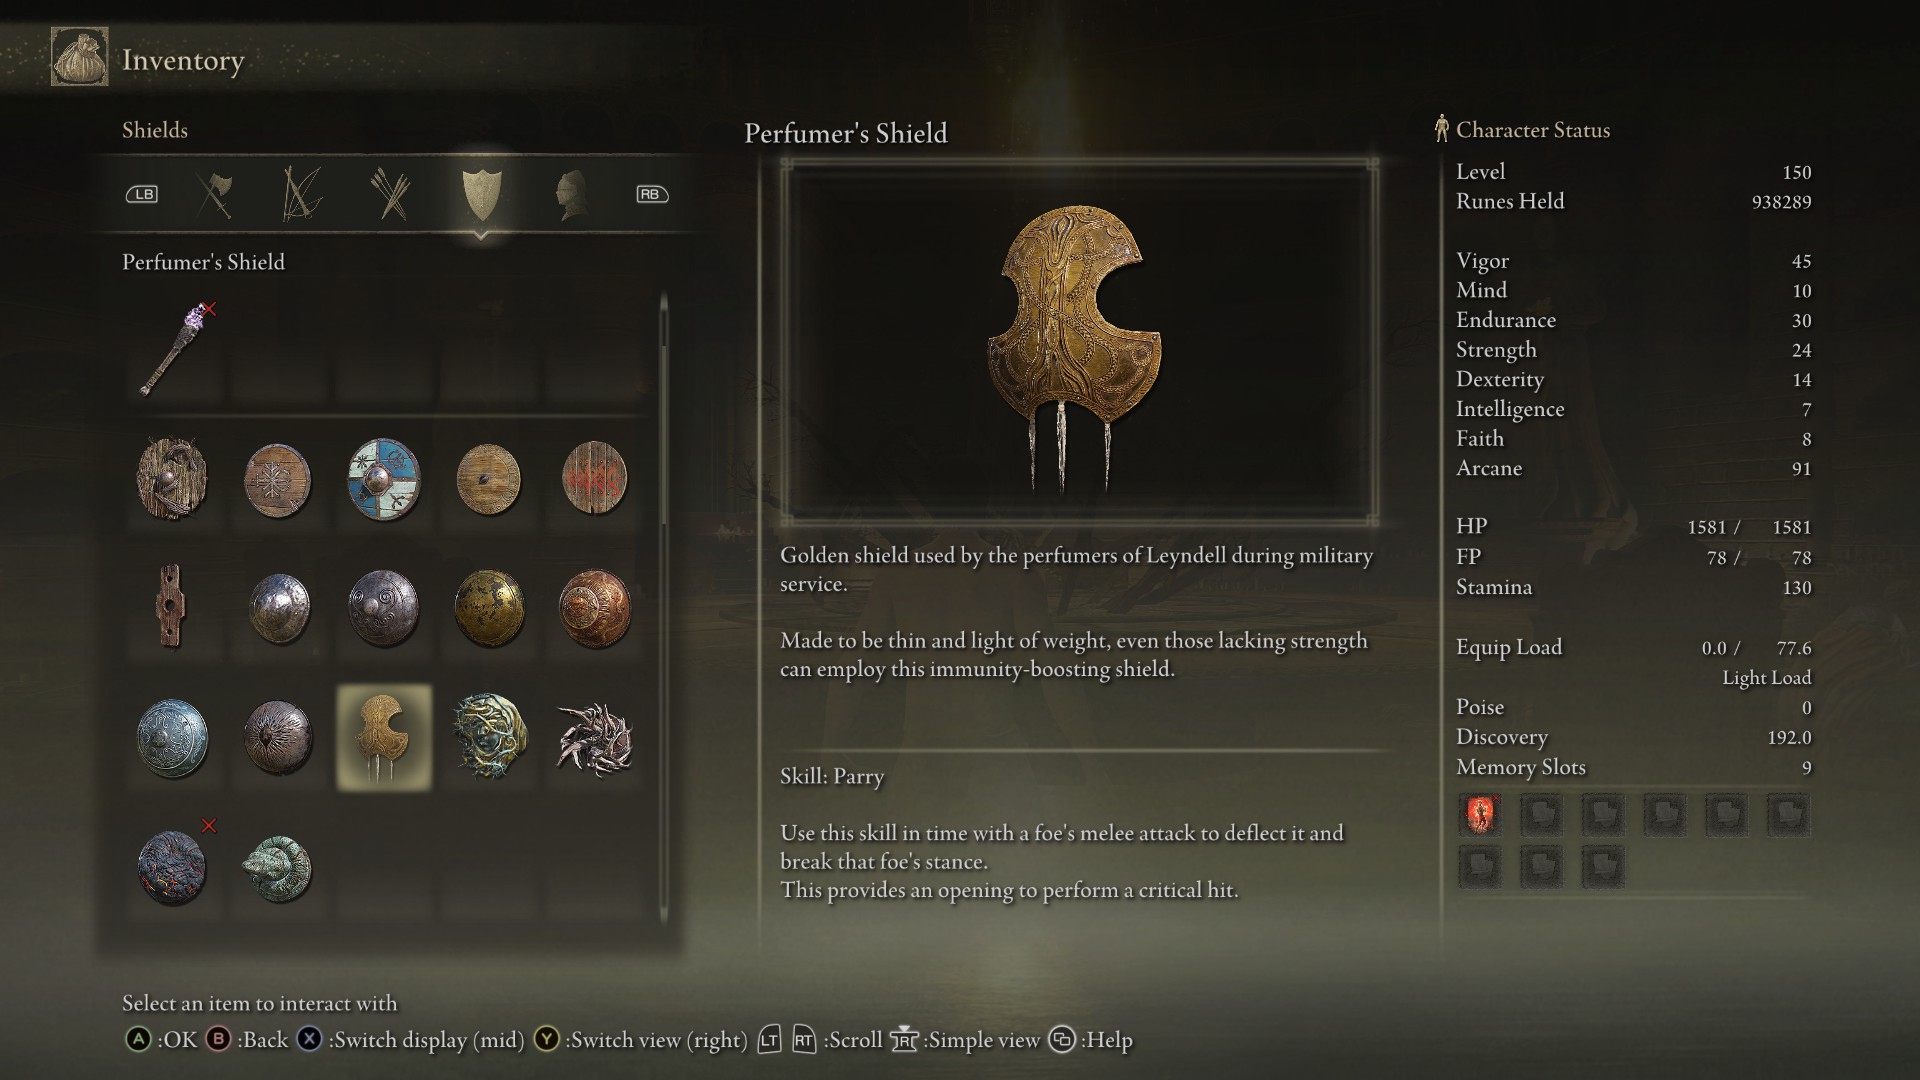 Inventory
Shields
LB
RB
Perfumer's Shield
Perfumer's Shield
Golden shield used by the perfumers of Leyndell during military
service.
Made to be thin and light of weight, even those lacking strength
can employ this immunity-boosting shield.
Skill: Parry
Use this skill in time with a foe's melee attack to deflect it and
break that foe's stance.
This provides an opening to perform a critical hit.
Character Status
Level 150
Runes Held 938289
Vigor 45
Mind 10
Endurance 30
Strength 24
Dexterity 14
Intelligence 7
Faith 8
Arcane 91
HP 1581 / 1581
FP 78 / 78
Stamina 130
Equip Load 0.0 / 77.6
Light Load
Poise 0
Discovery 192.0
Memory Slots 9
Select an item to interact with
A :OK B :Back X :Switch display (mid) Y :Switch view (right) LT RT :Scroll R :Simple view :Help